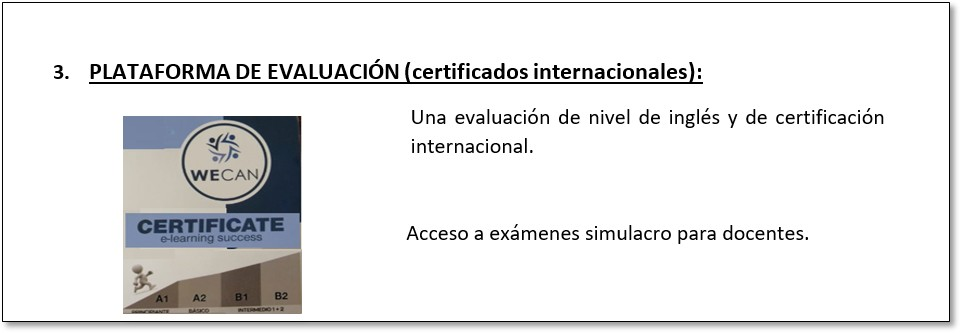 3. PLATAFORMA DE EVALUACIÓN (certificados internacionales):
Una evaluación de nivel de inglés y de certificación
internacional.
WECAN
CERTIFICATE
e-learning success
Acceso a exámenes simulacro para docentes.
A1 A2 B1 B2
PRINCIPIANTE BÁSICO INTERMEDIO 1 + 2